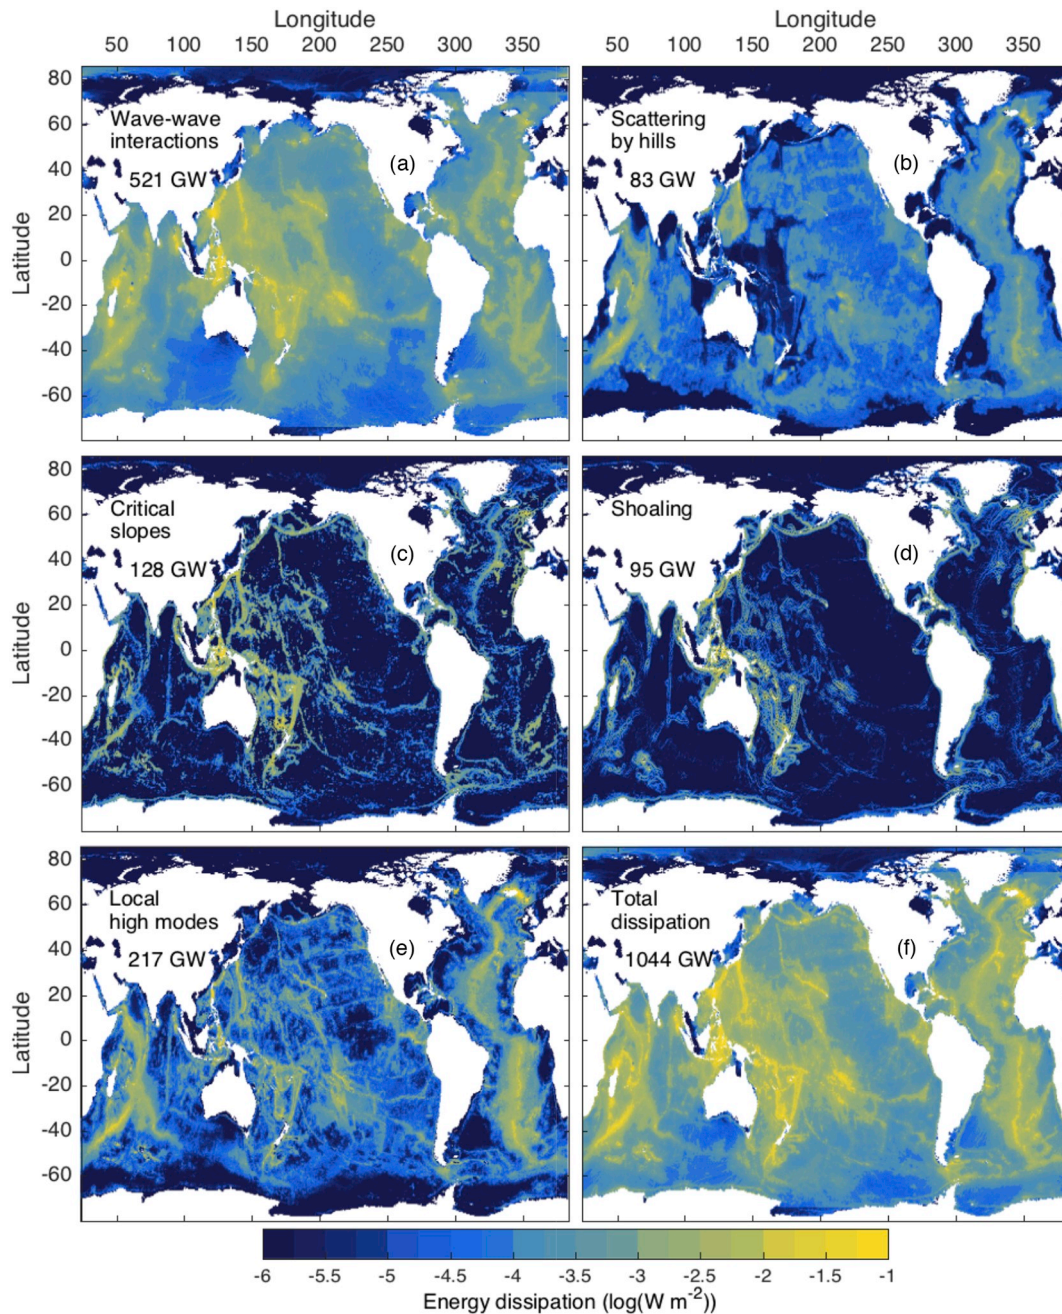 Longitude
Longitude
50 100 150 200 250 300 350
50 100 150 200 250 300 350
80
60
40
20
0
-20
-40
-60
Latitude
Wave-wave
interactions
521 GW
(a)
Scattering
by hills
83 GW
(b)
80
60
40
20
0
-20
-40
-60
Latitude
Critical
slopes
128 GW
(c)
Shoaling
95 GW
(d)
80
60
40
20
0
-20
-40
-60
Latitude
Local
high modes
217 GW
(e)
Total
dissipation
1044 GW
(f)
-6 -5.5 -5 -4.5 -4 -3.5 -3 -2.5 -2 -1.5 -1
Energy dissipation (log(W m⁻²))